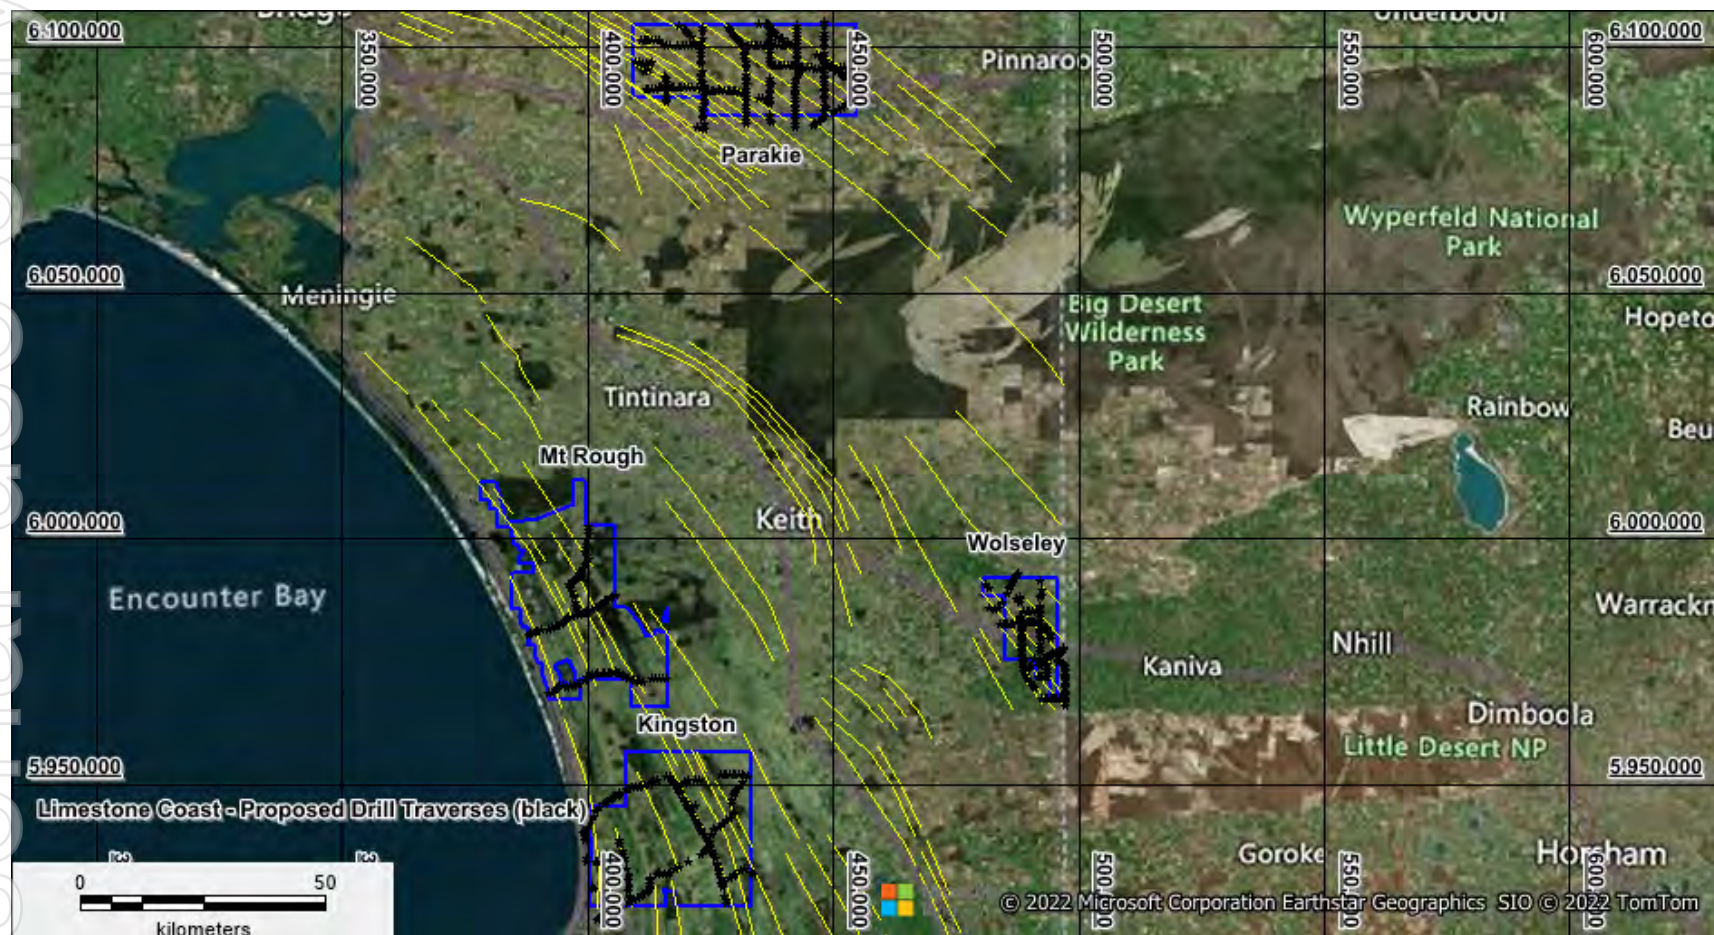 6.100.000
350.000
400.000
450.000
500.000
550.000
600.000
6.100.000
Pinnaroo
Parakie
Wyperfeld National
Park
6.050.000
6.050.000
Meningie
Big Desert
Wilderness
Park
Hopeto
Tintinara
Rainbow
Beu
Mt Rough
6.000.000
Keith
6.000.000
Wolseley
Encounter Bay
Warrackn
Nhill
Kaniva
Kingston
Dimboola
Little Desert NP
5.950.000
5.950.000
Limestone Coast - Proposed Drill Traverses (black)
Goroke
Horsham
400.000
450.000
0 50
kilometers
© 2022 Microsoft Corporation Earthstar Geographics SIO © 2022 TomTom